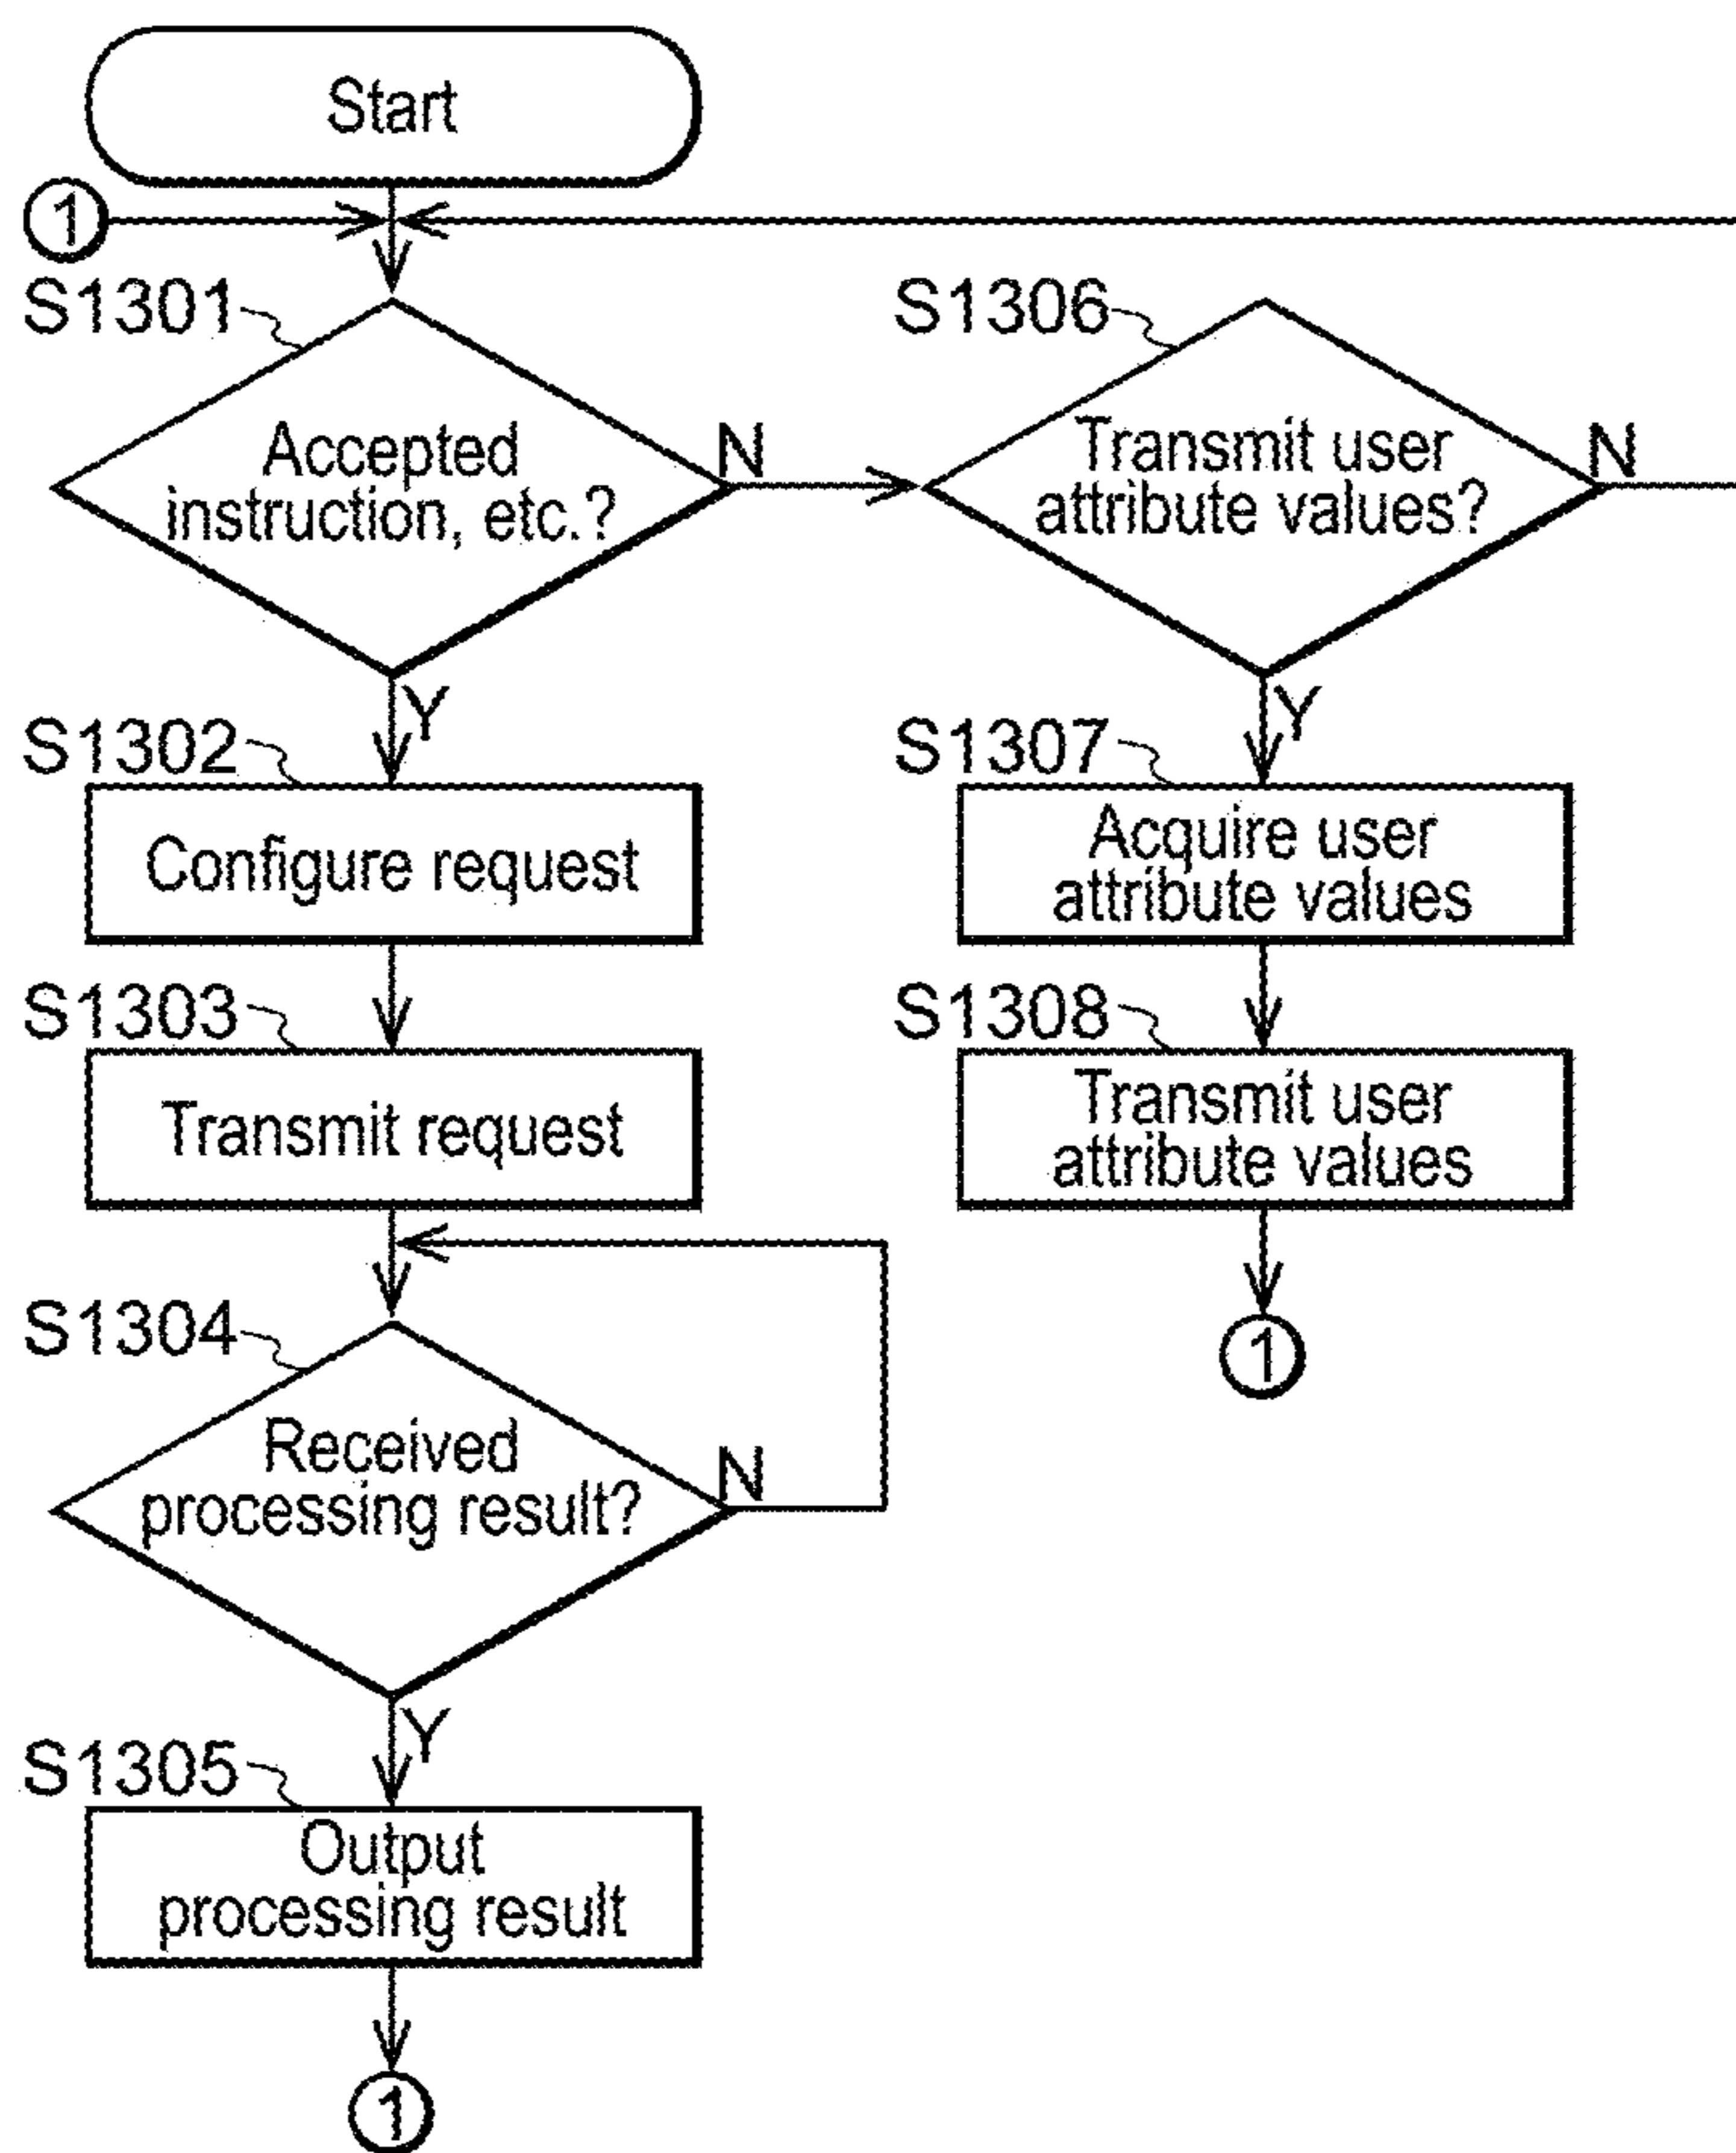 Start
1
S1301
Accepted
instruction, etc.?
N
Y
S1302
Configure request
S1303
Transmit request
S1304
Received
processing result?
N
Y
S1305
Output
processing result
1
S1306
Transmit user
attribute values?
N
Y
S1307
Acquire user
attribute values
S1308
Transmit user
attribute values
1